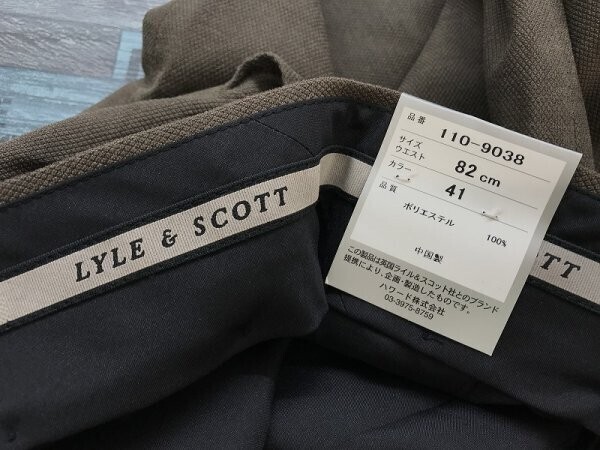 LYLE & SCOTT
品番 110-9038
サイズ
ウエスト 82cm
カラー 41
品質
ポリエステル 100%
中国製
この製品は英国ライル&スコット社とのブランド
提携により、企画・製造したものです。
ハワード株式会社
03-3975-8759
OTT